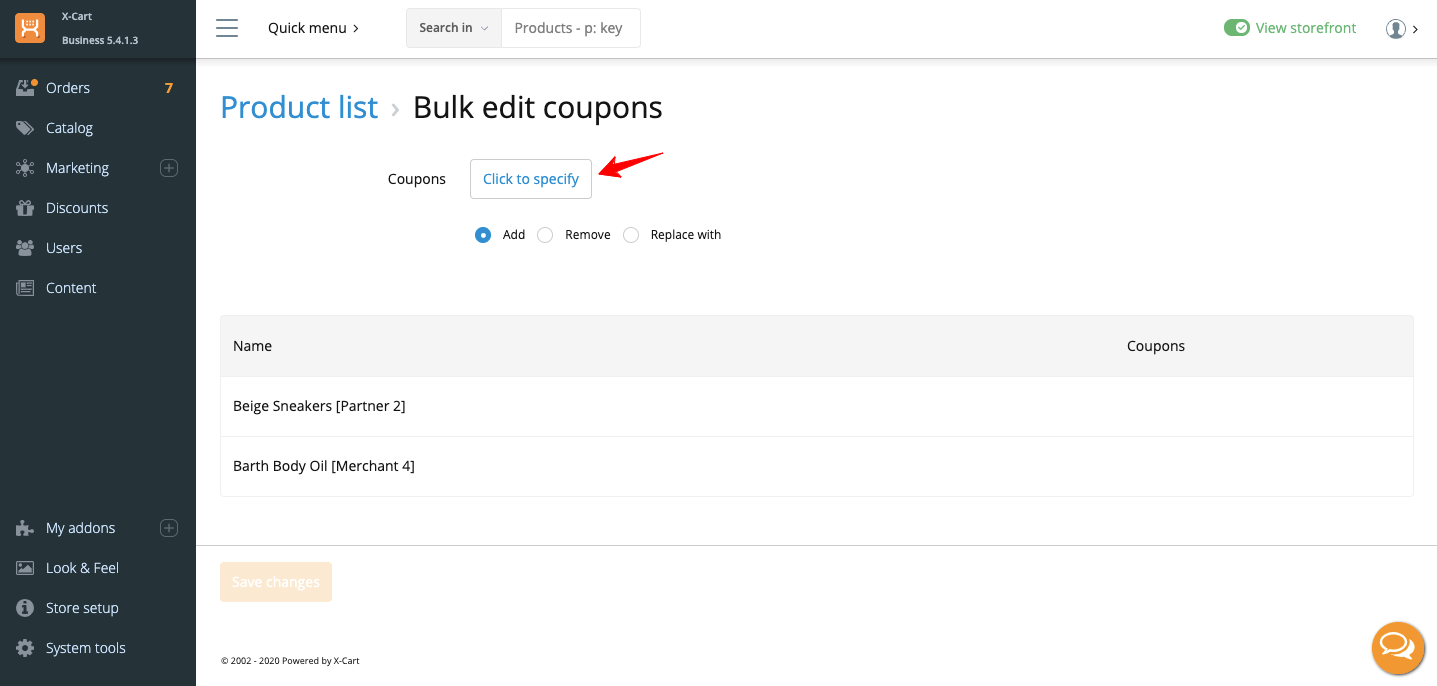 X-Cart
Business 5.4.1.3
Quick menu
Search in
Products - p: key
View storefront
Orders 7
Catalog
Marketing
Discounts
Users
Content
My addons
Look & Feel
Store setup
System tools
Product list › Bulk edit coupons
Coupons Click to specify
Add Remove Replace with
Name Coupons
Beige Sneakers [Partner 2]
Barth Body Oil [Merchant 4]
Save changes
© 2002 - 2020 Powered by X-Cart